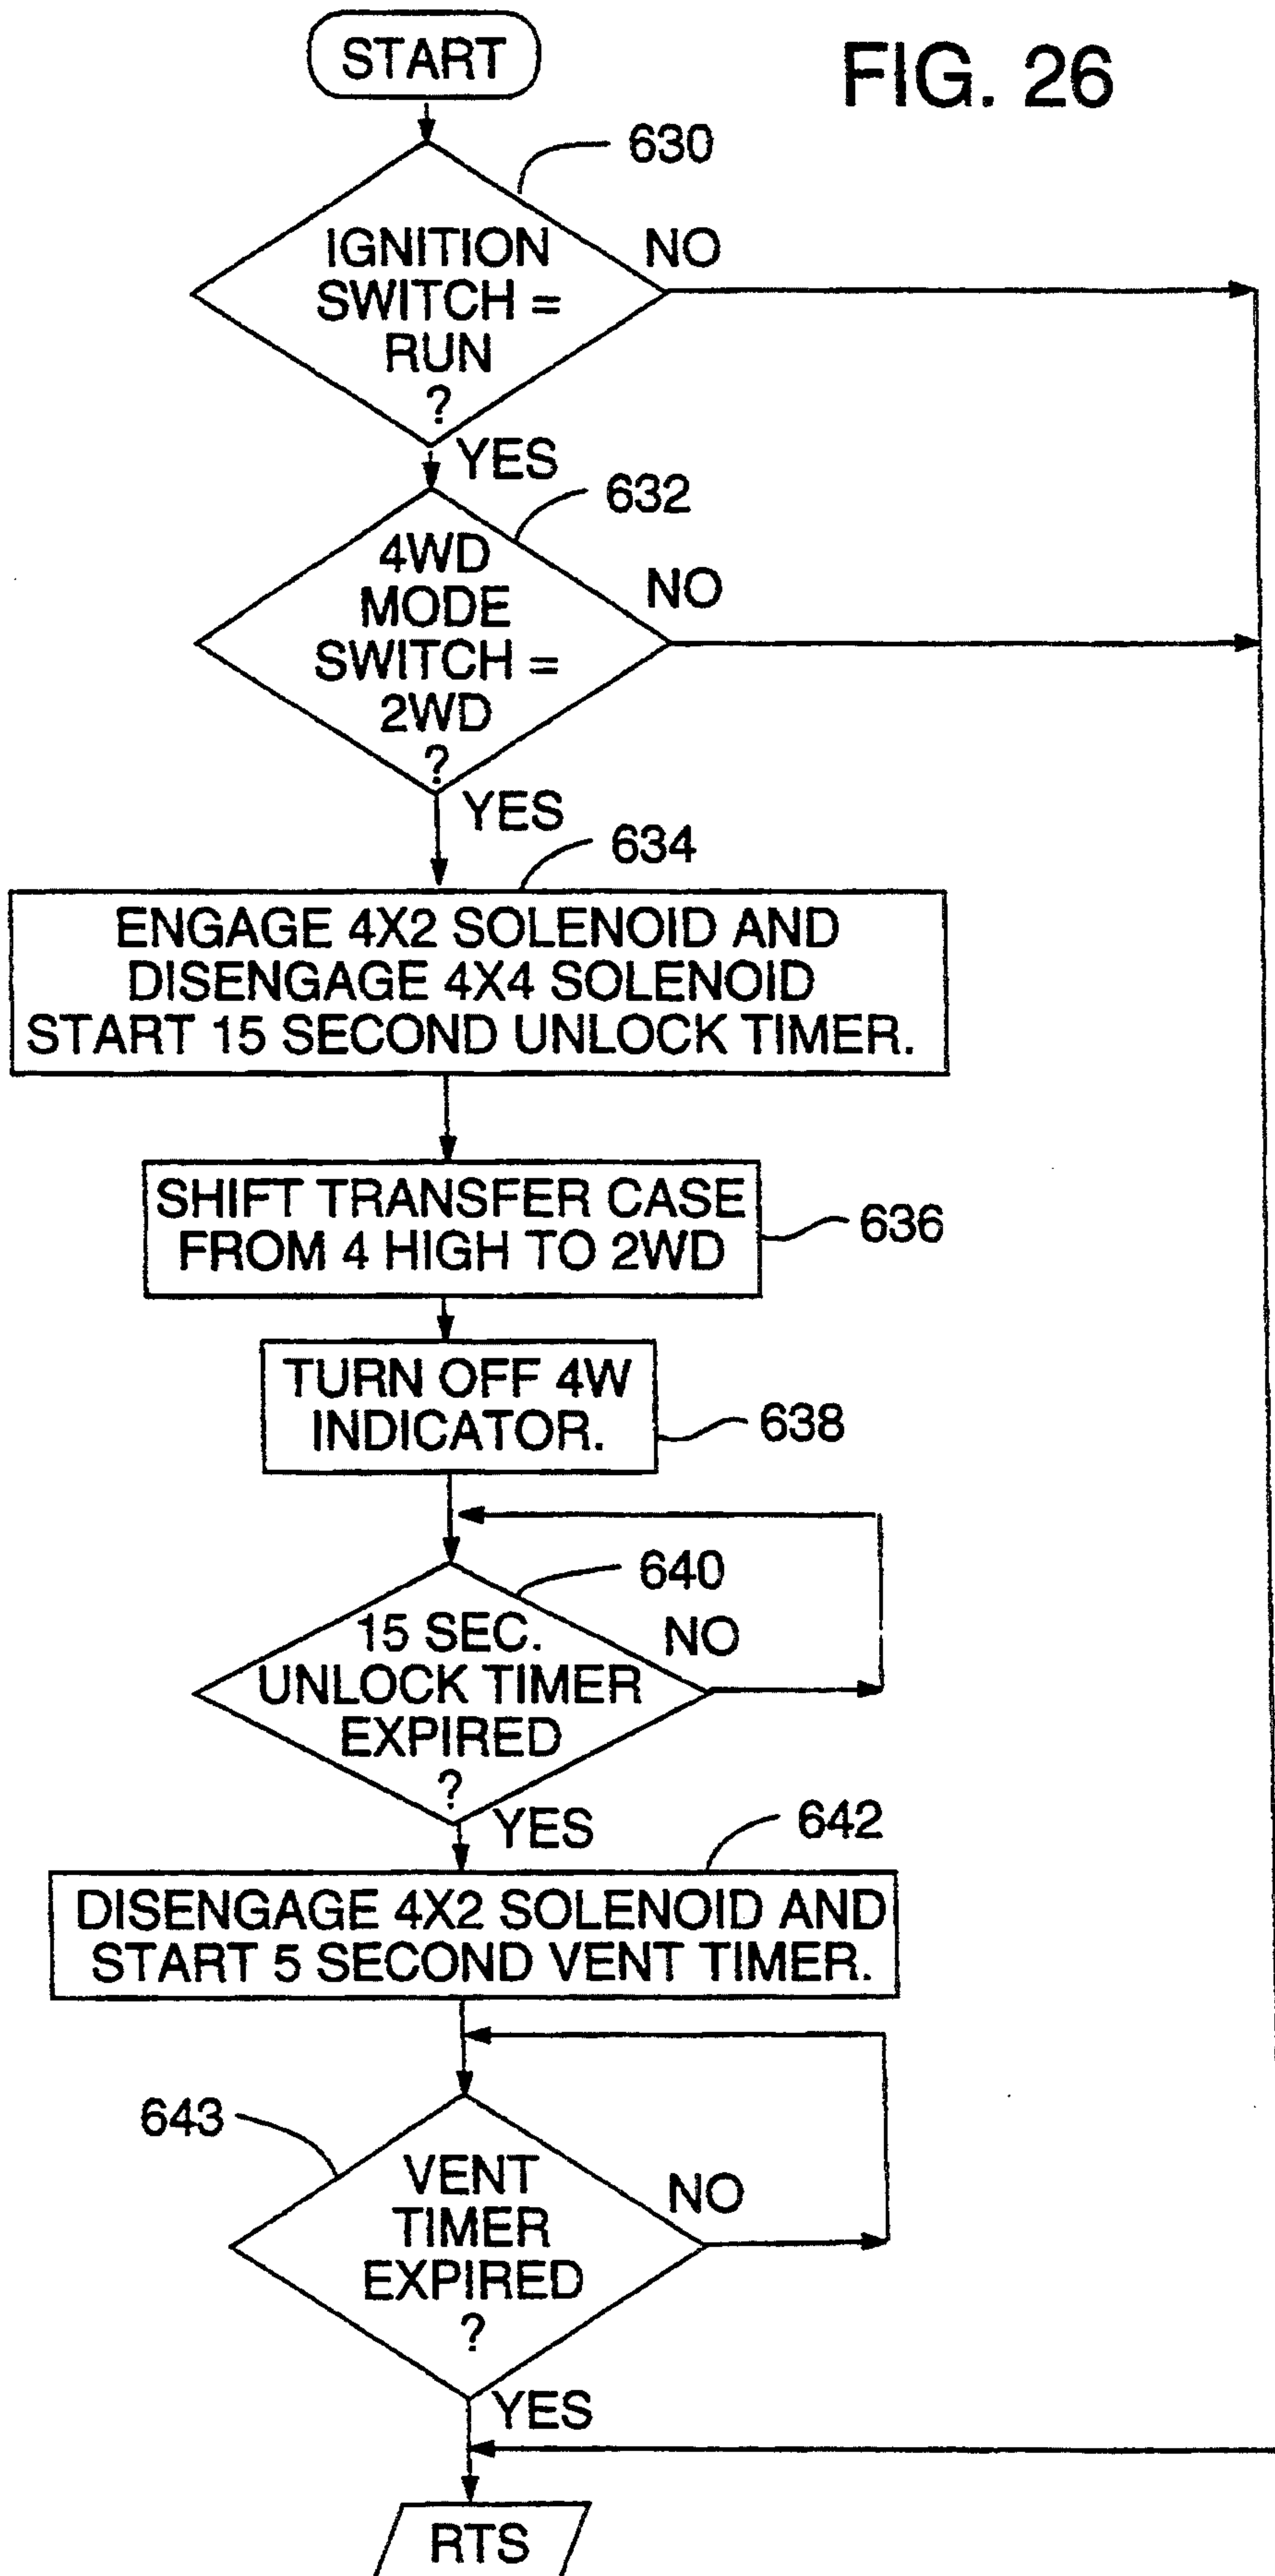 START
FIG. 26
630
IGNITION
SWITCH =
RUN
?
NO
YES
632
4WD
MODE
SWITCH =
2WD
?
NO
YES
634
ENGAGE 4X2 SOLENOID AND
DISENGAGE 4X4 SOLENOID
START 15 SECOND UNLOCK TIMER.
SHIFT TRANSFER CASE
FROM 4 HIGH TO 2WD
636
TURN OFF 4W
INDICATOR.
638
640
15 SEC.
UNLOCK TIMER
EXPIRED
?
NO
YES
642
DISENGAGE 4X2 SOLENOID AND
START 5 SECOND VENT TIMER.
643
VENT
TIMER
EXPIRED
?
NO
YES
RTS